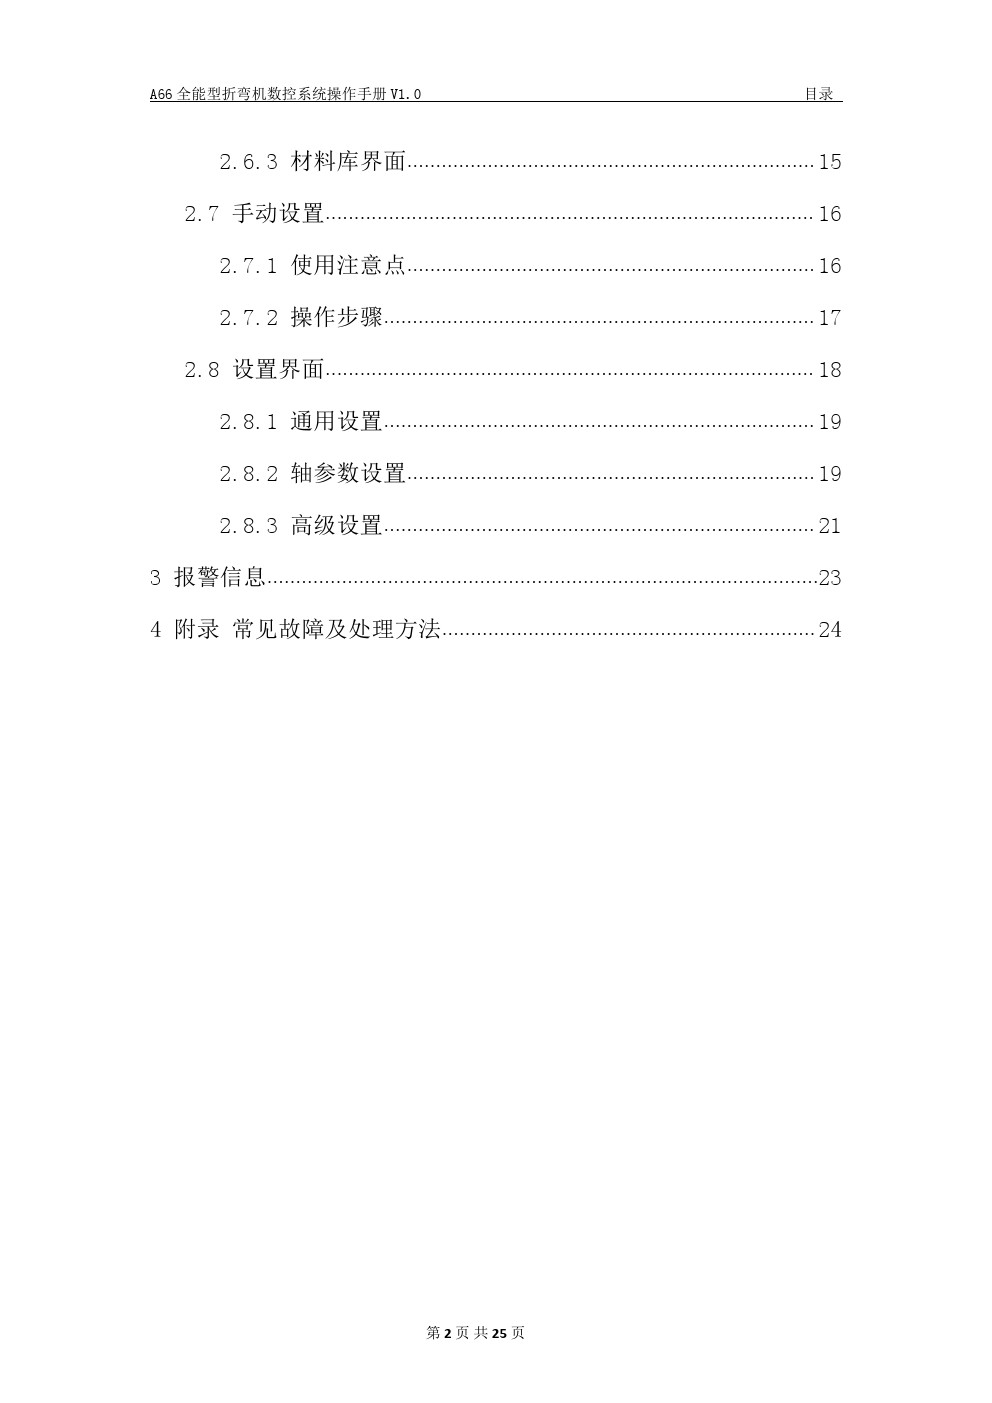 A66 全能型折弯机数控系统操作手册 V1.0 目录
2.6.3 材料库界面......................................................................15
2.7 手动设置....................................................................................16
2.7.1 使用注意点......................................................................16
2.7.2 操作步骤..........................................................................17
2.8 设置界面....................................................................................18
2.8.1 通用设置..........................................................................19
2.8.2 轴参数设置......................................................................19
2.8.3 高级设置..........................................................................21
3 报警信息...............................................................................................23
4 附录 常见故障及处理方法................................................................24
第 2 页 共 25 页